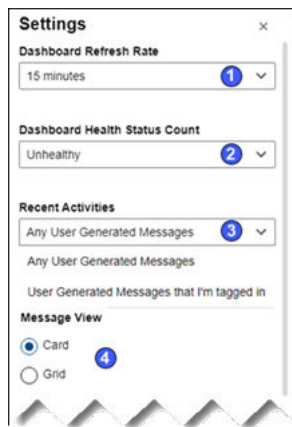 Settings ×
Dashboard Refresh Rate
15 minutes 1
Dashboard Health Status Count
Unhealthy 2
Recent Activities
Any User Generated Messages 3
Any User Generated Messages
User Generated Messages that I'm tagged in
Message View
Card
4
Grid